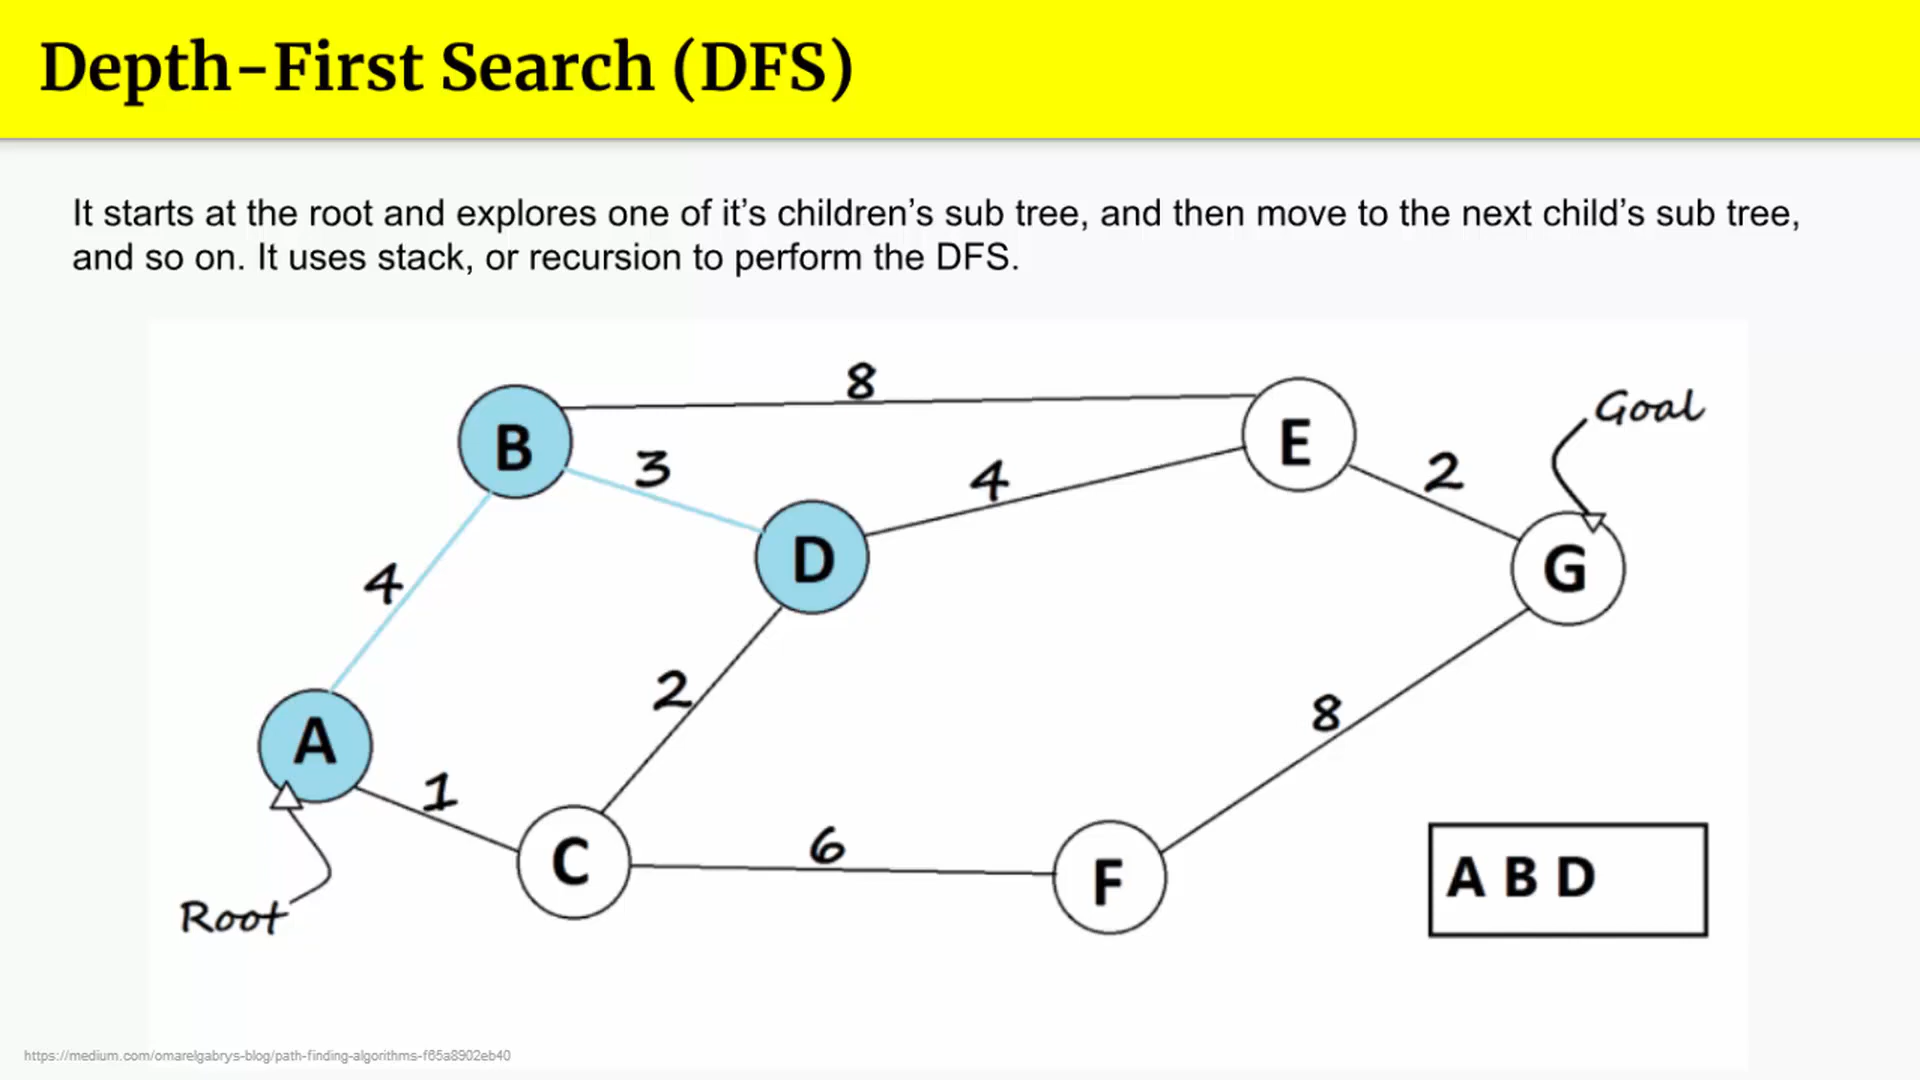 Depth-First Search (DFS)
It starts at the root and explores one of it’s children’s sub tree, and then move to the next child’s sub tree,
and so on. It uses stack, or recursion to perform the DFS.
8
Goal
B
E
3
4
2
D
G
4
2
A
8
1
C
6
F
A B D
Root
https://medium.com/omarelgabrys-blog/path-finding-algorithms-f65a8902eb40